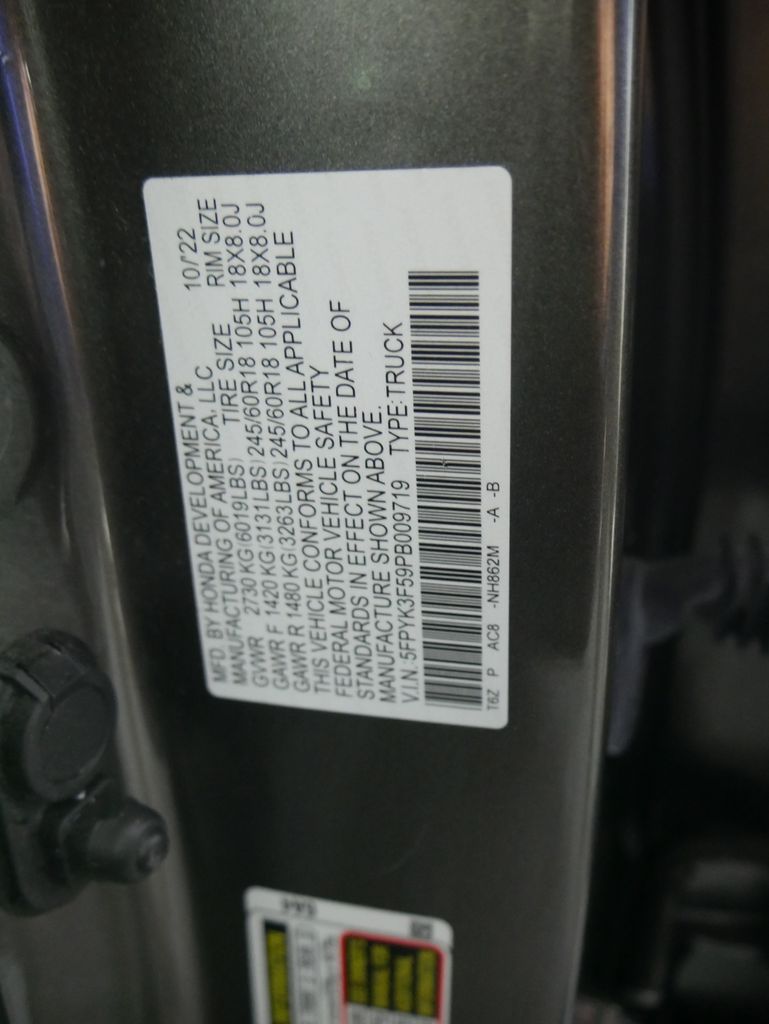 MFD. BY HONDA DEVELOPMENT & 10/'22
MANUFACTURING OF AMERICA, LLC
GVWR 2730 KG(6019LBS) TIRE SIZE RIM SIZE
GAWR F 1420 KG(3131LBS) 245/60R18 105H 18X8.0J
GAWR R 1480 KG(3263LBS) 245/60R18 105H 18X8.0J
THIS VEHICLE CONFORMS TO ALL APPLICABLE
FEDERAL MOTOR VEHICLE SAFETY
STANDARDS IN EFFECT ON THE DATE OF
MANUFACTURE SHOWN ABOVE.
V.I.N. 5FPYK3F59PB009719 TYPE: TRUCK
T6Z P AC8 -NH862M -A -B